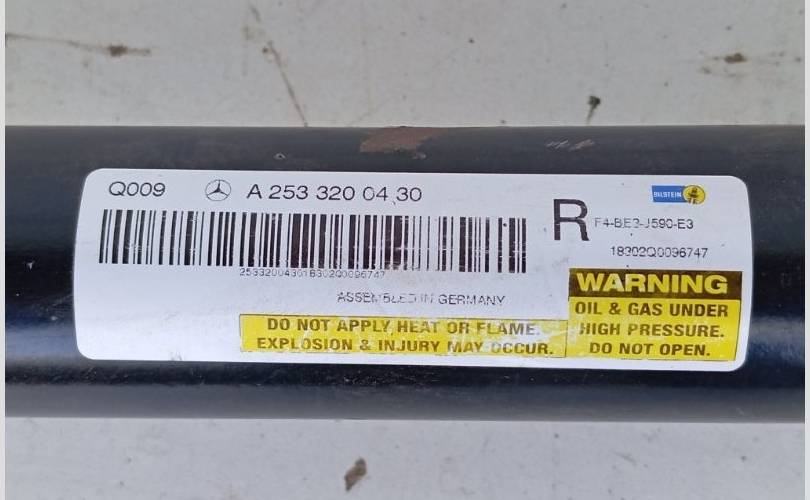 Q009 A 253 320 04 30
R
BILSTEIN
F4-BE3-J590-E3
18302Q0096747
253320043018302Q0096747
ASSEMBLED IN GERMANY
WARNING
OIL & GAS UNDER
HIGH PRESSURE.
DO NOT OPEN.
DO NOT APPLY HEAT OR FLAME.
EXPLOSION & INJURY MAY OCCUR.